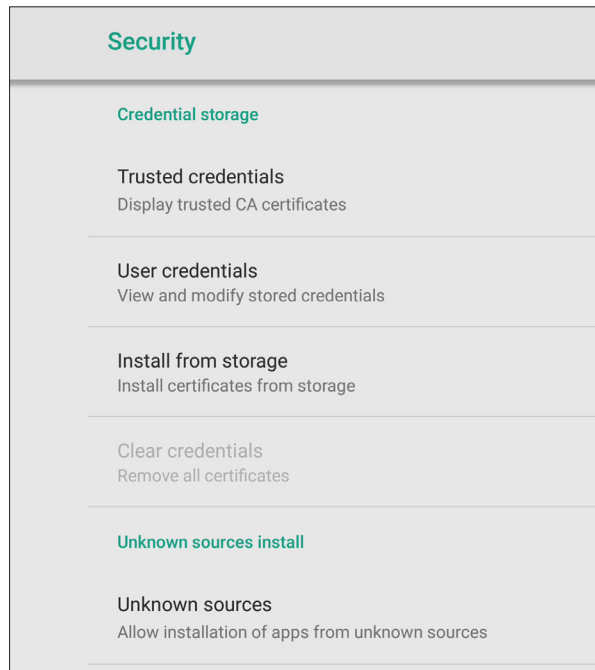 Security
Credential storage
Trusted credentials
Display trusted CA certificates
User credentials
View and modify stored credentials
Install from storage
Install certificates from storage
Clear credentials
Remove all certificates
Unknown sources install
Unknown sources
Allow installation of apps from unknown sources